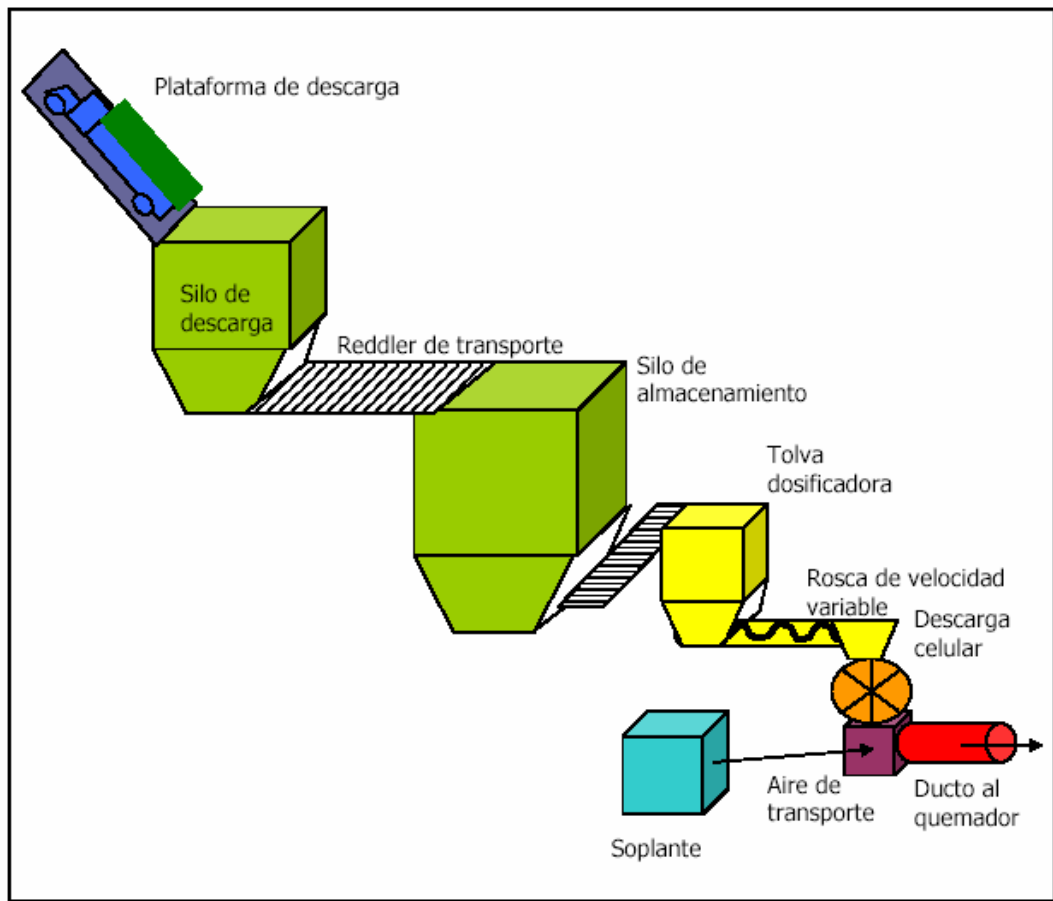 Plataforma de descarga
Silo de
descarga
Reddler de transporte
Silo de
almacenamiento
Tolva
dosificadora
Rosca de velocidad
variable
Descarga
celular
Aire de
transporte
Ducto al
quemador
Soplante